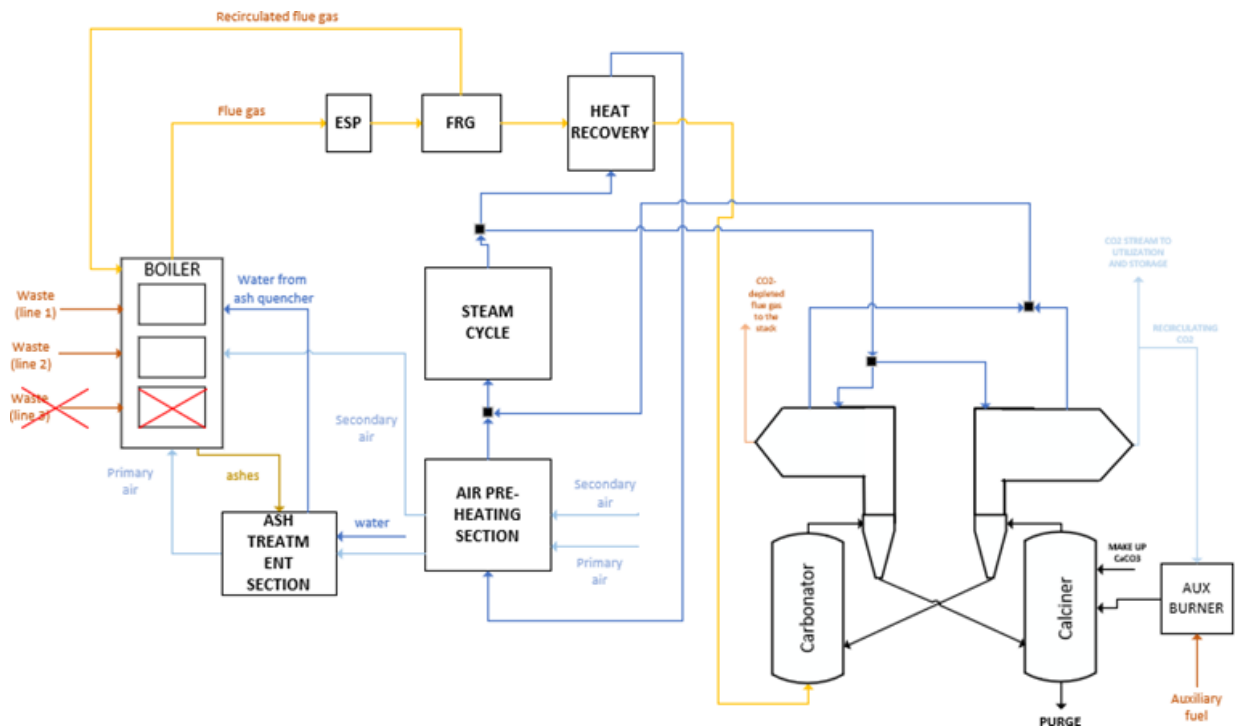 Recirculated flue gas
Flue gas
ESP
FRG
HEAT
RECOVERY
BOILER
Water from
ash quencher
Waste
(line 1)
Waste
(line 2)
Waste
(line 3)
STEAM
CYCLE
CO2-
depleted
flue gas
to the
stack
CO2 STREAM TO
UTILIZATION
AND STORAGE
RECIRCULATING
CO2
Secondary
air
Primary
air
ashes
ASH
TREATM
ENT
SECTION
water
AIR PRE-
HEATING
SECTION
Secondary
air
Primary
air
Carbonator
Calciner
MAKE UP
CaCO3
AUX
BURNER
Auxiliary
fuel
PURGE